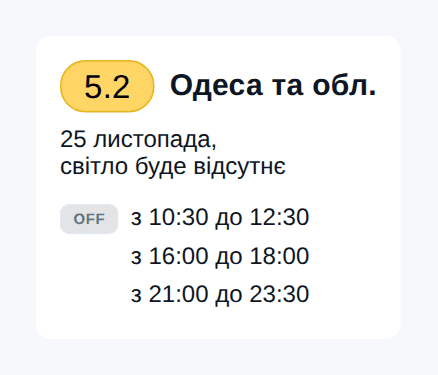 5.2 Одеса та обл.
25 листопада,
світло буде відсутнє
OFF з 10:30 до 12:30
з 16:00 до 18:00
з 21:00 до 23:30